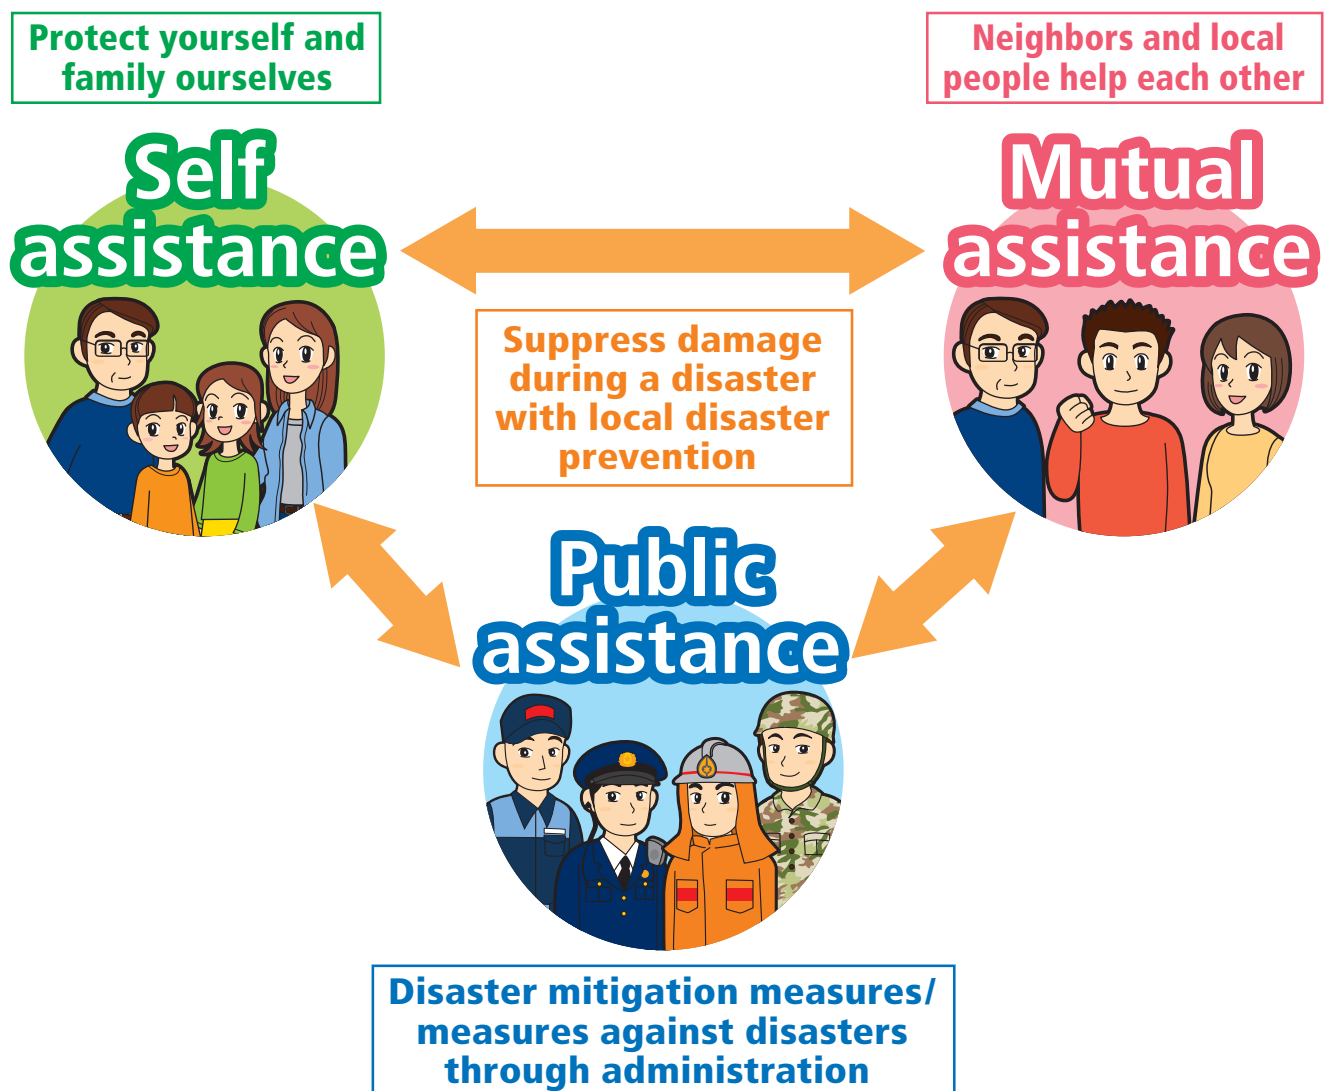 Protect yourself and
family ourselves
Neighbors and local
people help each other
Self
assistance
Mutual
assistance
Suppress damage
during a disaster
with local disaster
prevention
Public
assistance
Disaster mitigation measures/
measures against disasters
through administration